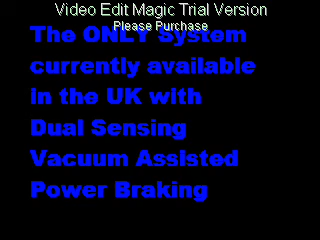 Video Edit Magic Trial Version
Please Purchase
The ONLY System
currently available
in the UK with
Dual Sensing
Vacuum Assisted
Power Braking